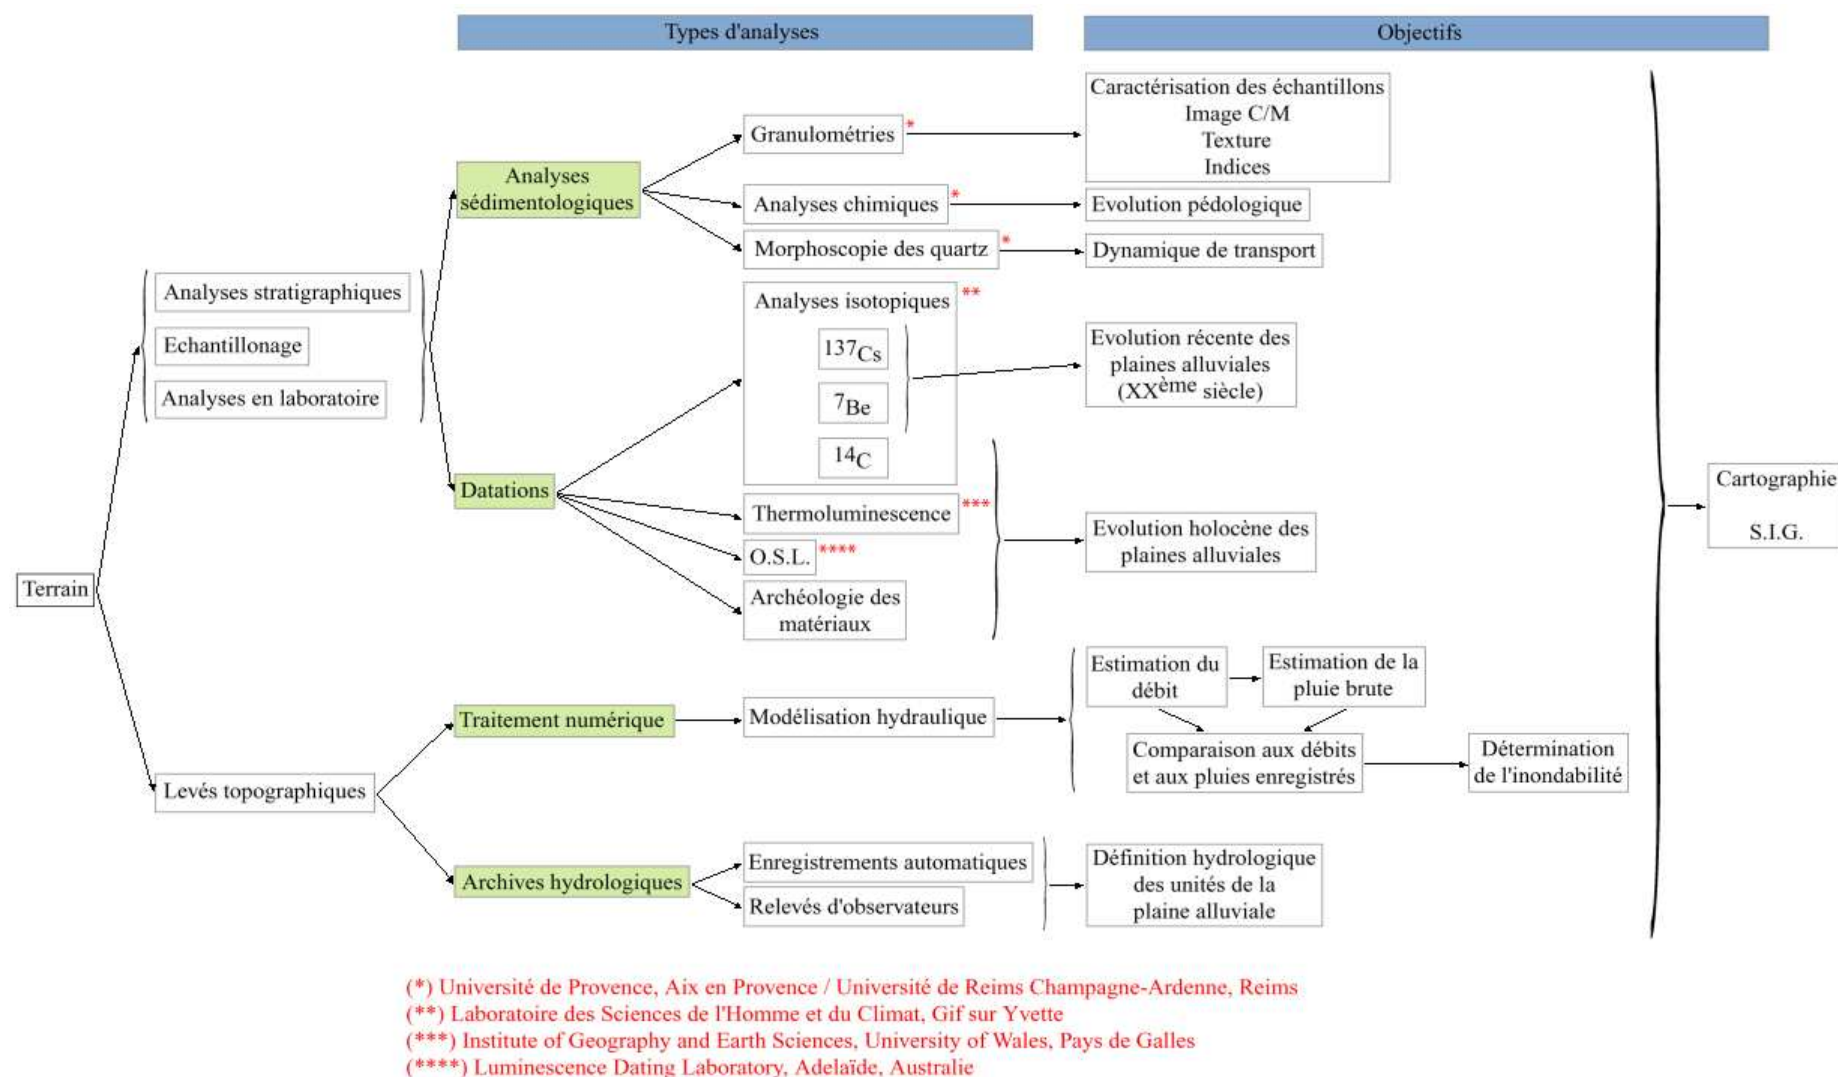 Types d'analyses
Objectifs
Terrain
Analyses stratigraphiques
Echantillonage
Analyses en laboratoire
Levés topographiques
Analyses
sédimentologiques
Datations
Traitement numérique
Archives hydrologiques
Granulométries *
Analyses chimiques *
Morphoscopie des quartz *
Analyses isotopiques **
137Cs
7Be
14C
Thermoluminescence ***
O.S.L. ****
Archéologie des
matériaux
Modélisation hydraulique
Enregistrements automatiques
Relevés d'observateurs
Caractérisation des échantillons
Image C/M
Texture
Indices
Evolution pédologique
Dynamique de transport
Evolution récente des
plaines alluviales
(XXème siècle)
Evolution holocène des
plaines alluviales
Estimation du
débit
Estimation de la
pluie brute
Comparaison aux débits
et aux pluies enregistrés
Détermination
de l'inondabilité
Définition hydrologique
des unités de la
plaine alluviale
Cartographie
S.I.G.
(*) Université de Provence, Aix en Provence / Université de Reims Champagne-Ardenne, Reims
(**) Laboratoire des Sciences de l'Homme et du Climat, Gif sur Yvette
(***) Institute of Geography and Earth Sciences, University of Wales, Pays de Galles
(****) Luminescence Dating Laboratory, Adelaïde, Australie